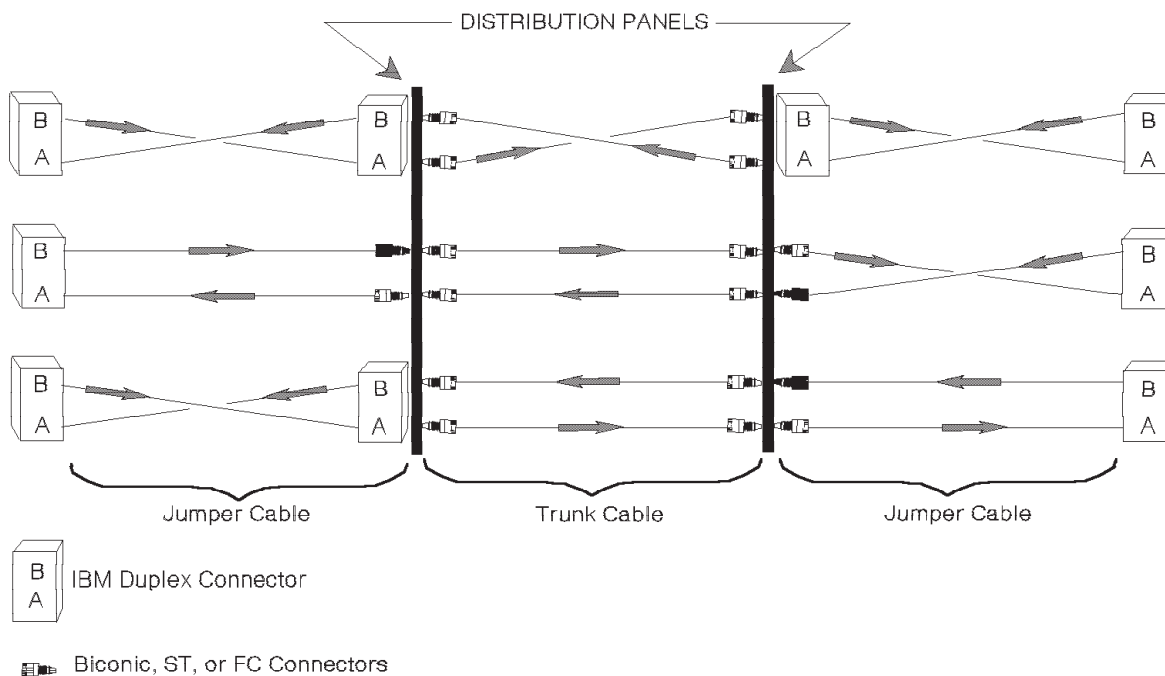 DISTRIBUTION PANELS
B B B B
A A A A
B B
A A
B B B
A A A
Jumper Cable Trunk Cable Jumper Cable
B
A
IBM Duplex Connector
Biconic, ST, or FC Connectors